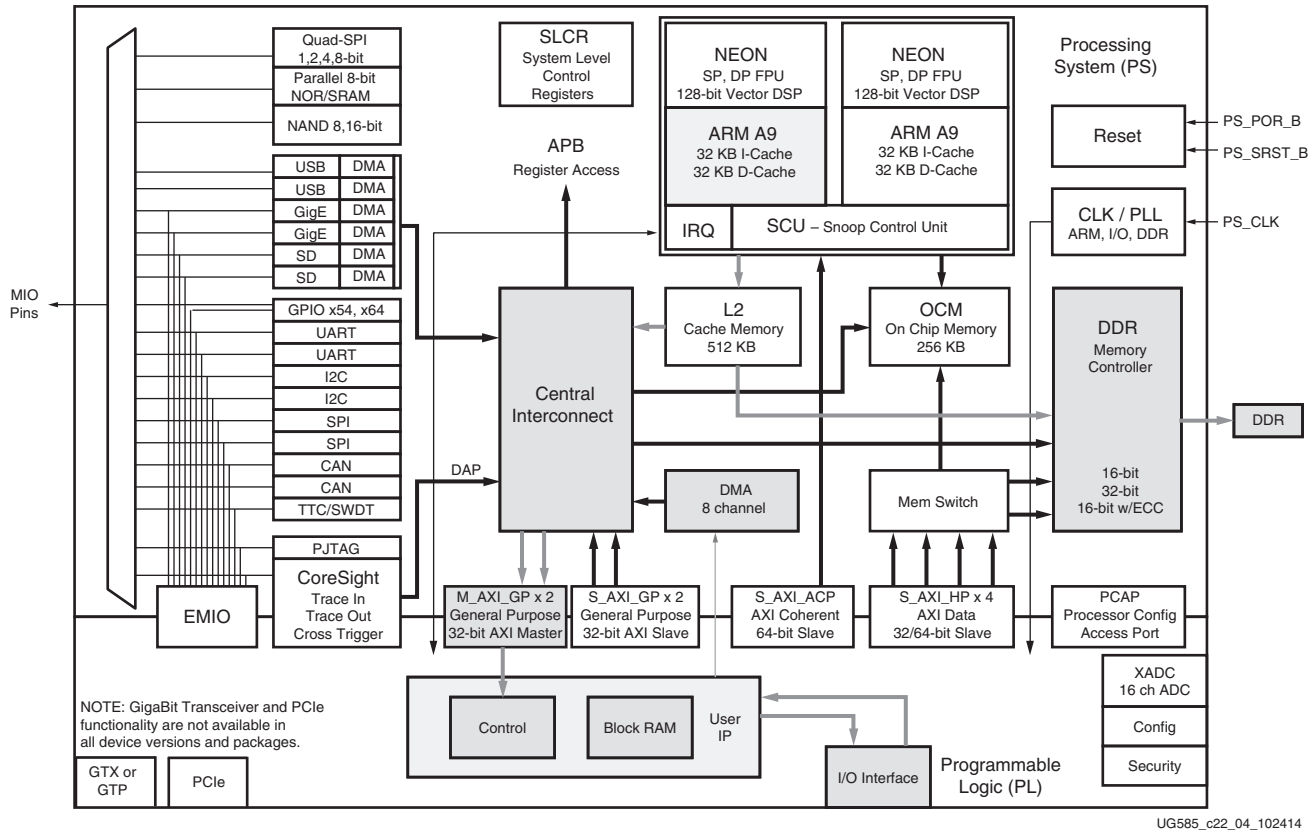 Quad-SPI
1,2,4,8-bit
Parallel 8-bit
NOR/SRAM
NAND 8,16-bit
USB DMA
USB DMA
GigE DMA
GigE DMA
SD DMA
SD DMA
MIO
Pins
GPIO x54, x64
UART
UART
I2C
I2C
SPI
SPI
CAN
CAN
TTC/SWDT
PJTAG
CoreSight
Trace In
Trace Out
Cross Trigger
EMIO
SLCR
System Level
Control
Registers
APB
Register Access
NEON
SP, DP FPU
128-bit Vector DSP
ARM A9
32 KB I-Cache
32 KB D-Cache
NEON
SP, DP FPU
128-bit Vector DSP
ARM A9
32 KB I-Cache
32 KB D-Cache
IRQ
SCU – Snoop Control Unit
Processing
System (PS)
Reset
PS_POR_B
PS_SRST_B
CLK / PLL
ARM, I/O, DDR
PS_CLK
L2
Cache Memory
512 KB
OCM
On Chip Memory
256 KB
DDR
Memory
Controller
16-bit
32-bit
16-bit w/ECC
DDR
Central
Interconnect
DAP
DMA
8 channel
Mem Switch
M_AXI_GP x 2
General Purpose
32-bit AXI Master
S_AXI_GP x 2
General Purpose
32-bit AXI Slave
S_AXI_ACP
AXI Coherent
64-bit Slave
S_AXI_HP x 4
AXI Data
32/64-bit Slave
PCAP
Processor Config
Access Port
XADC
16 ch ADC
Config
Security
NOTE: GigaBit Transceiver and PCIe
functionality are not available in
all device versions and packages.
GTX or
GTP
PCIe
Control
Block RAM
User
IP
I/O Interface
Programmable
Logic (PL)
UG585_c22_04_102414